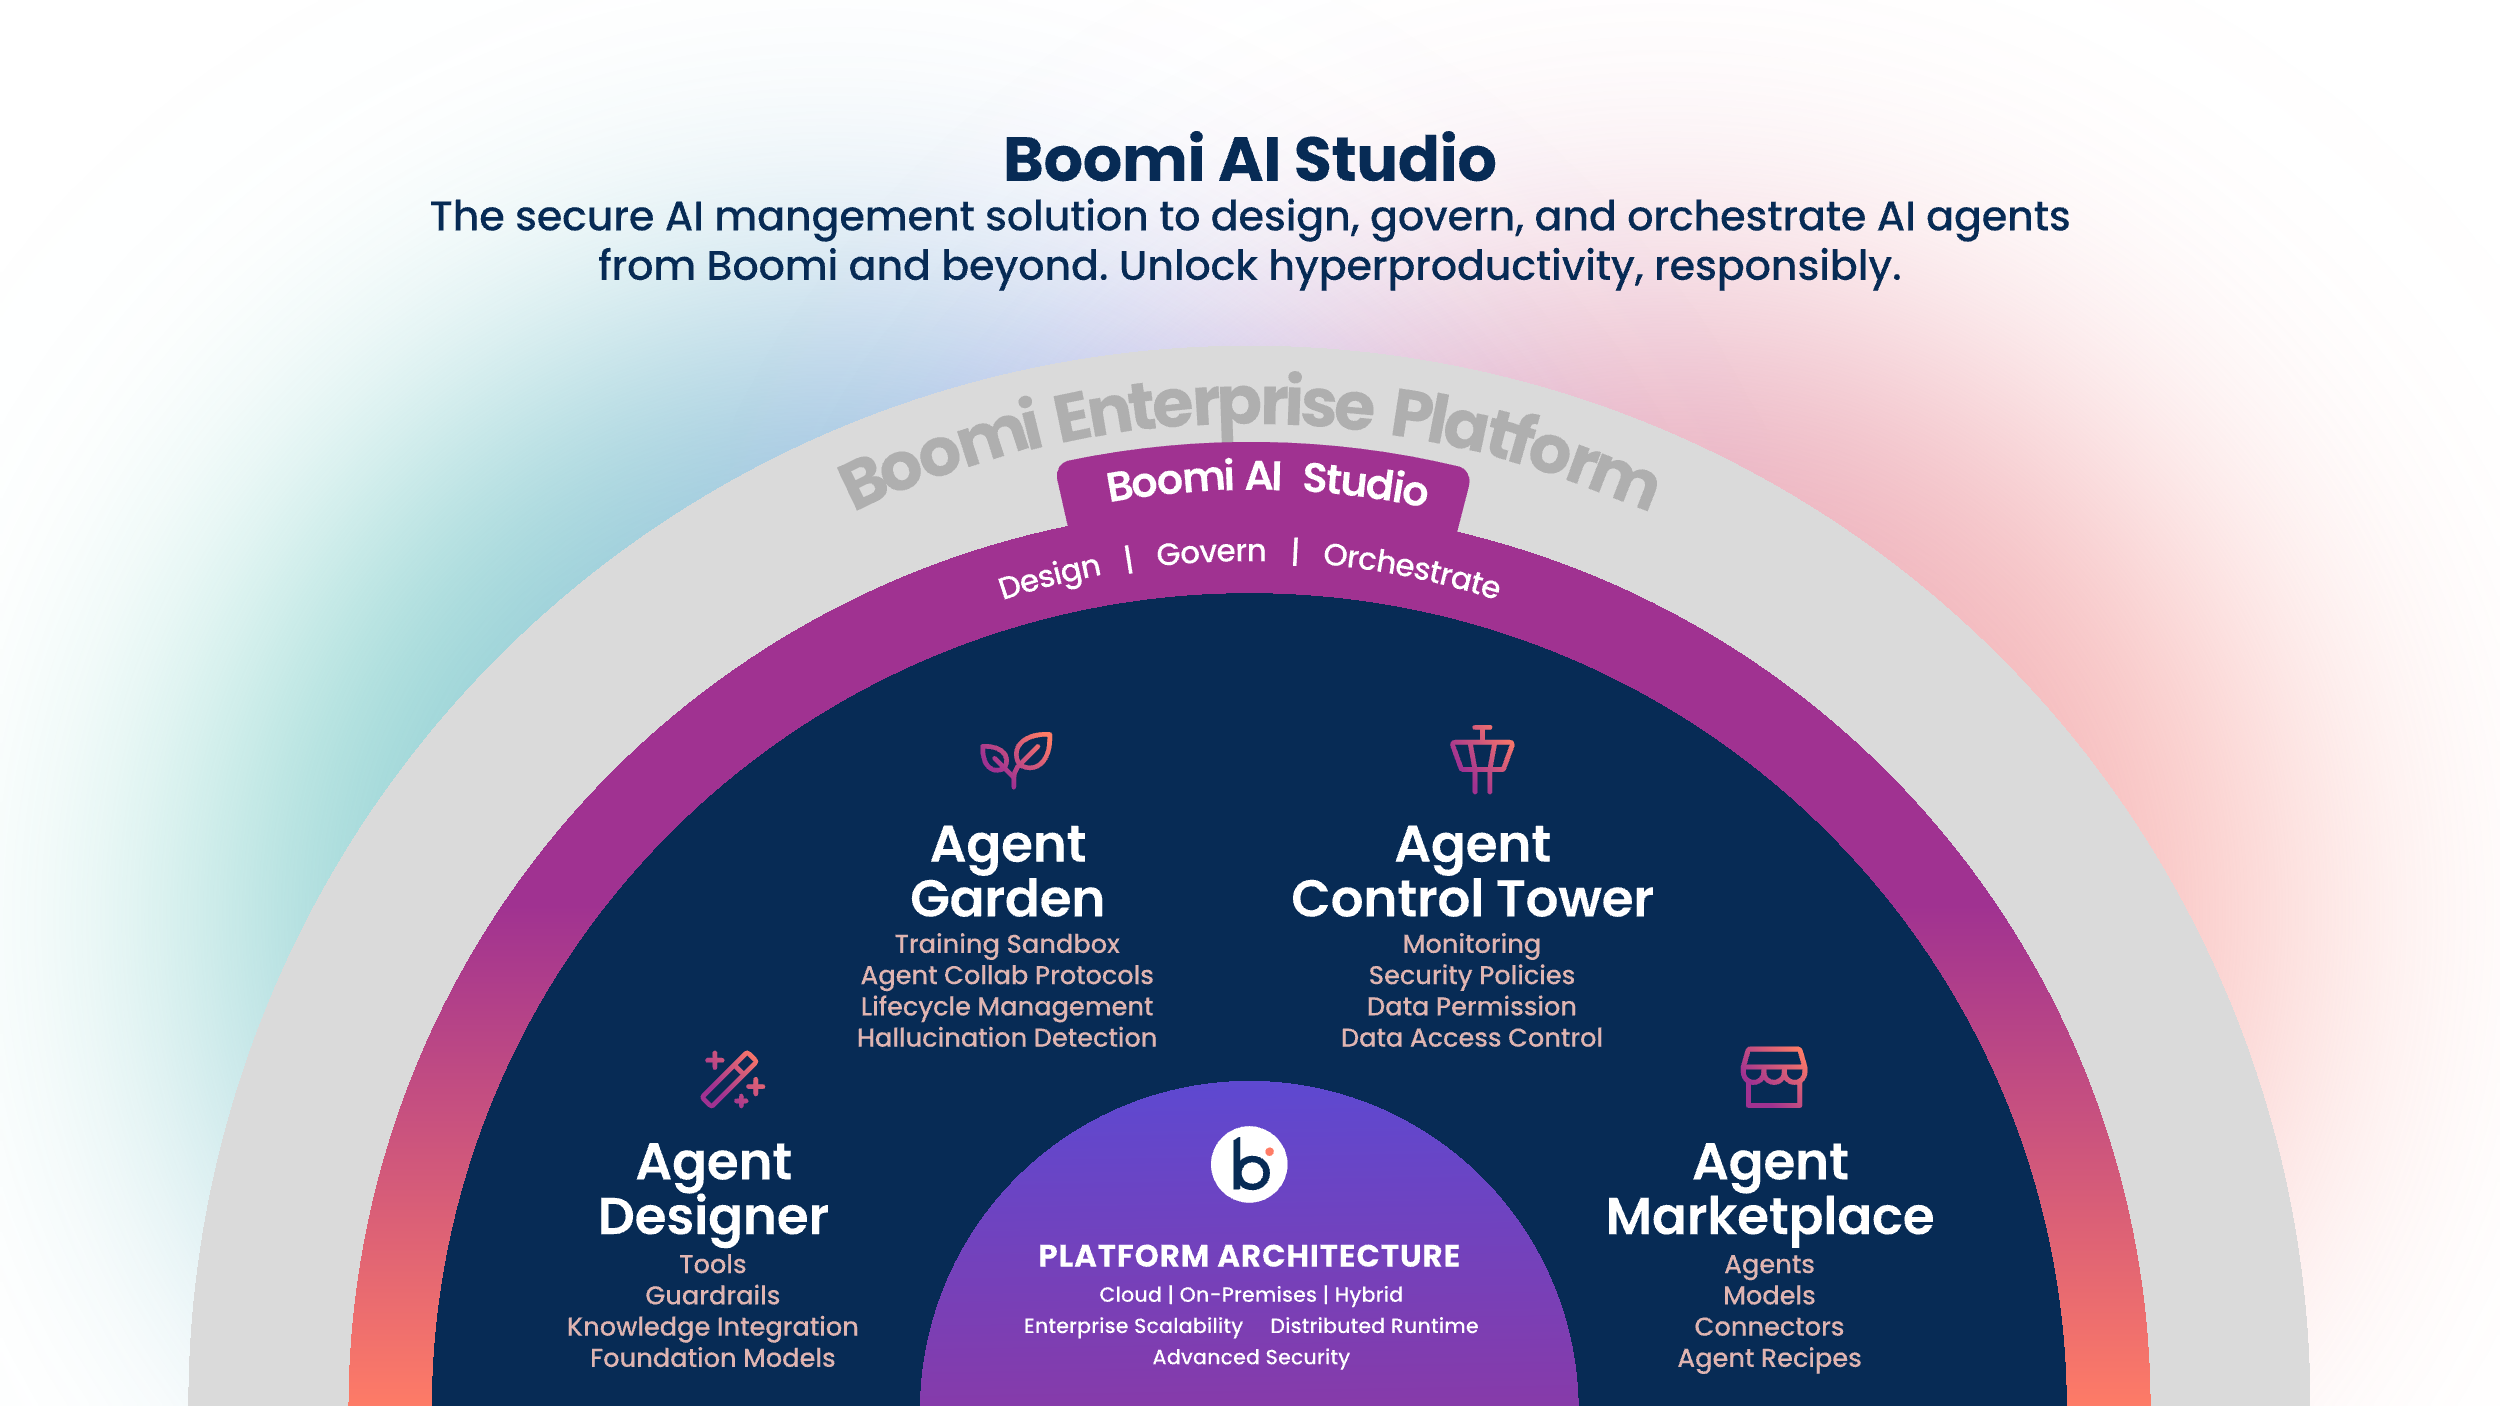 Boomi AI Studio
The secure AI mangement solution to design, govern, and orchestrate AI agents
from Boomi and beyond. Unlock hyperproductivity, responsibly.
Boomi Enterprise Platform
Boomi AI Studio
Design | Govern | Orchestrate
Agent
Garden
Training Sandbox
Agent Collab Protocols
Lifecycle Management
Hallucination Detection
Agent
Control Tower
Monitoring
Security Policies
Data Permission
Data Access Control
Agent
Designer
Tools
Guardrails
Knowledge Integration
Foundation Models
b
PLATFORM ARCHITECTURE
Cloud | On-Premises | Hybrid
Enterprise Scalability Distributed Runtime
Advanced Security
Agent
Marketplace
Agents
Models
Connectors
Agent Recipes